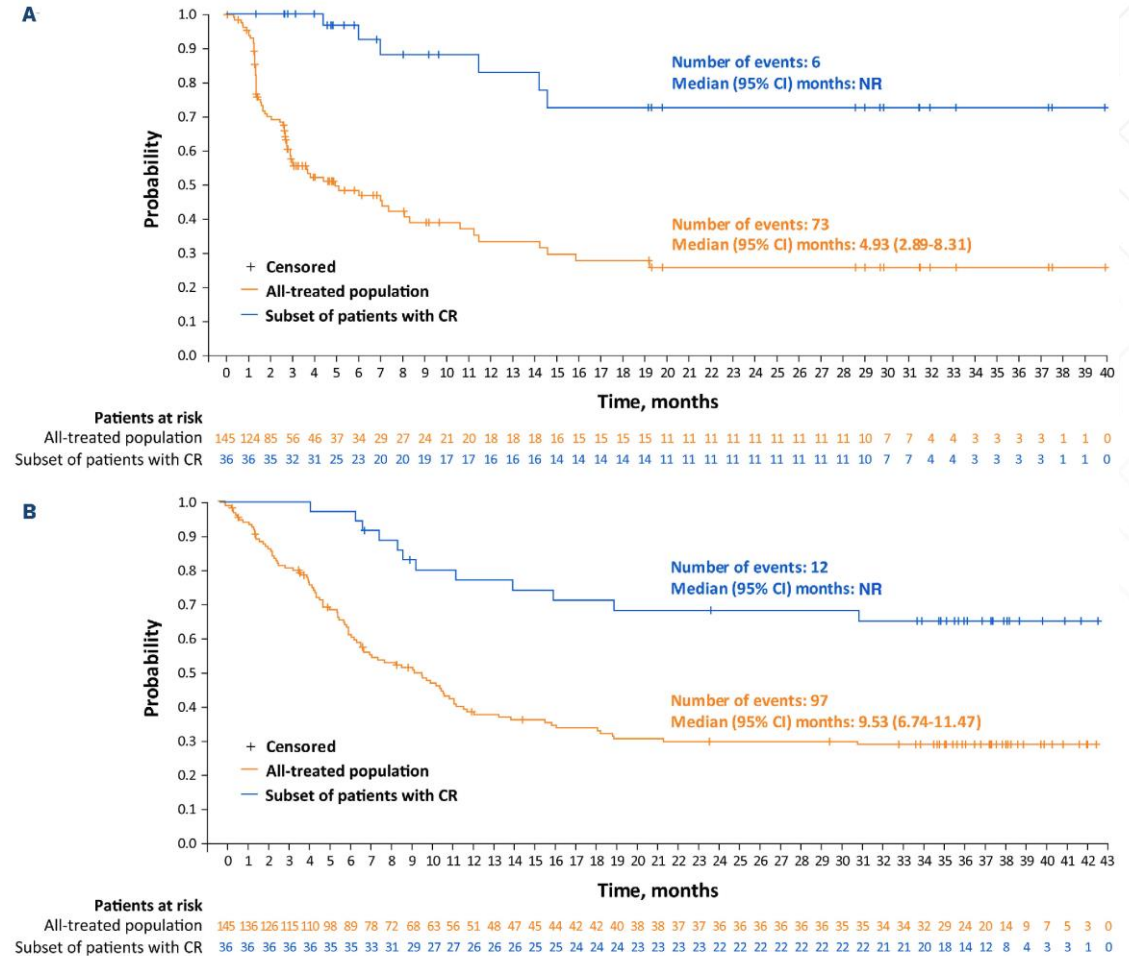 A
1.0
0.9
0.8
0.7
0.6
0.5
0.4
0.3
0.2
0.1
0.0
Probability
Number of events: 6
Median (95% CI) months: NR
Number of events: 73
Median (95% CI) months: 4.93 (2.89-8.31)
+ Censored
All-treated population
Subset of patients with CR
0 1 2 3 4 5 6 7 8 9 10 11 12 13 14 15 16 17 18 19 20 21 22 23 24 25 26 27 28 29 30 31 32 33 34 35 36 37 38 39 40
Time, months
Patients at risk
All-treated population 145 124 85 56 46 37 34 29 27 24 21 20 18 18 18 16 15 15 15 15 11 11 11 11 11 11 11 11 11 10 7 7 4 4 3 3 3 3 1 1 0
Subset of patients with CR 36 36 35 32 31 25 23 20 20 19 17 17 16 16 16 14 14 14 14 14 11 11 11 11 11 11 11 11 11 10 7 7 4 4 3 3 3 3 1 1 0
B
1.0
0.9
0.8
0.7
0.6
0.5
0.4
0.3
0.2
0.1
0.0
Probability
Number of events: 12
Median (95% CI) months: NR
Number of events: 97
Median (95% CI) months: 9.53 (6.74-11.47)
+ Censored
All-treated population
Subset of patients with CR
0 1 2 3 4 5 6 7 8 9 10 11 12 13 14 15 16 17 18 19 20 21 22 23 24 25 26 27 28 29 30 31 32 33 34 35 36 37 38 39 40 41 42 43
Time, months
Patients at risk
All-treated population 145 136 126 115 110 98 89 78 72 68 63 56 51 48 47 45 44 42 42 40 38 38 37 37 36 36 36 36 36 36 35 35 34 34 32 29 24 20 14 9 7 5 3 0
Subset of patients with CR 36 36 36 36 36 35 35 33 31 29 27 27 26 26 26 25 25 24 24 23 23 23 23 23 22 22 22 22 22 22 22 22 21 21 20 18 14 12 8 4 3 3 1 0